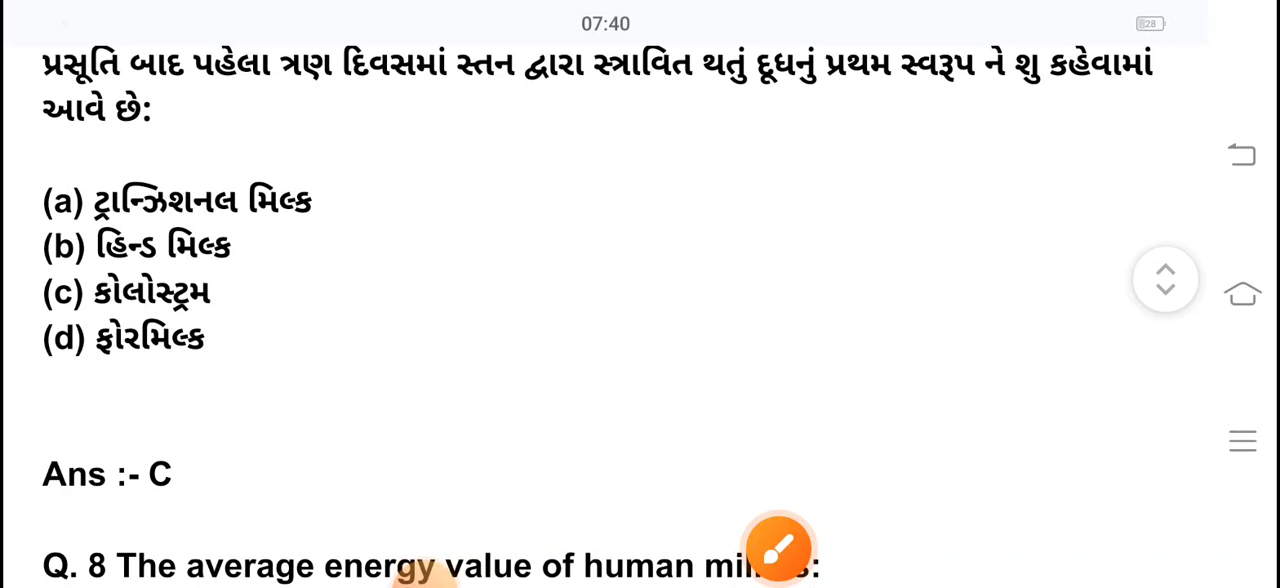 07:40
28
પ્રસૂતિ બાદ પહેલા ત્રણ દિવસમાં સ્તન દ્વારા સ્ત્રાવિત થતું દૂધનું પ્રથમ સ્વરૂપ ને શુ કહેવામાં
આવે છે:
(a) ટ્રાન્ઝિશનલ મિલ્ક
(b) હિન્ડ મિલ્ક
(c) કોલોસ્ટ્રમ
(d) ફોરમિલ્ક
Ans :- C
Q. 8 The average energy value of human